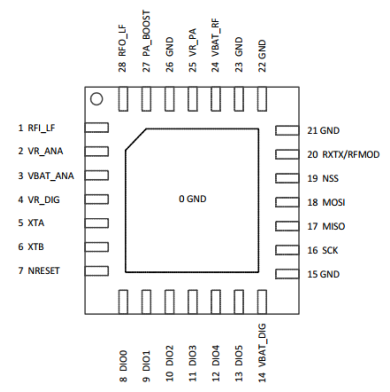 28 RFO_LF
27 PA_BOOST
26 GND
25 VR_PA
24 VBAT_RF
23 GND
22 GND
1 RFI_LF
2 VR_ANA
3 VBAT_ANA
4 VR_DIG
5 XTA
6 XTB
7 NRESET
0 GND
21 GND
20 RXTX/RFMOD
19 NSS
18 MOSI
17 MISO
16 SCK
15 GND
8 DIO0
9 DIO1
10 DIO2
11 DIO3
12 DIO4
13 DIO5
14 VBAT_DIG